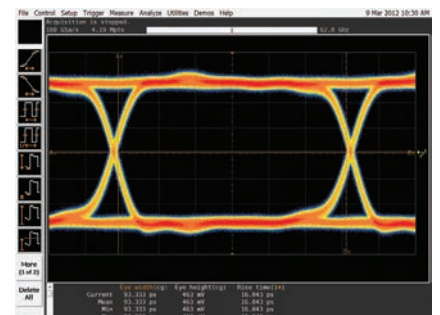 File Control Setup Trigger Measure Analyze Utilities Demos Help 9 Mar 2012 10:30 AM
Acquisition is stopped.
160 GSa/s 4.19 Mpts 62.0 GHz
More
(1 of 2)
Delete
All
Eye width(cg) Eye height(cg) Rise time(1+)
Current 93.333 ps 463 mV 16.843 ps
Mean 93.333 ps 463 mV 16.843 ps
Min 93.333 ps 463 mV 16.843 ps